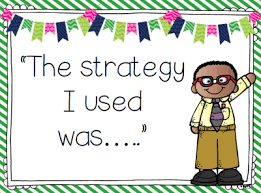 "The strategy
I used
was....."